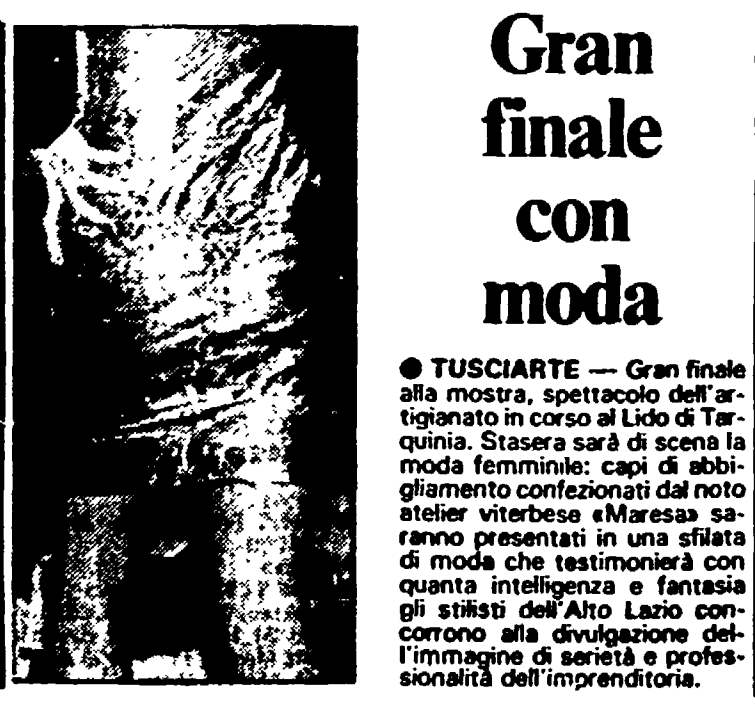 Gran
finale
con
moda
● TUSCIARTE — Gran finale
alla mostra, spettacolo dell'ar-
tigianato in corso al Lido di Tar-
quinia. Stasera sarà di scena la
moda femminile: capi di abbi-
gliamento confezionati dal noto
atelier viterbese «Maresa» sa-
ranno presentati in una sfilata
di moda che testimonierà con
quanta intelligenza e fantasia
gli stilisti dell'Alto Lazio con-
corrono alla divulgazione del-
l'immagine di serietà e profes-
sionalità dell'imprenditoria.